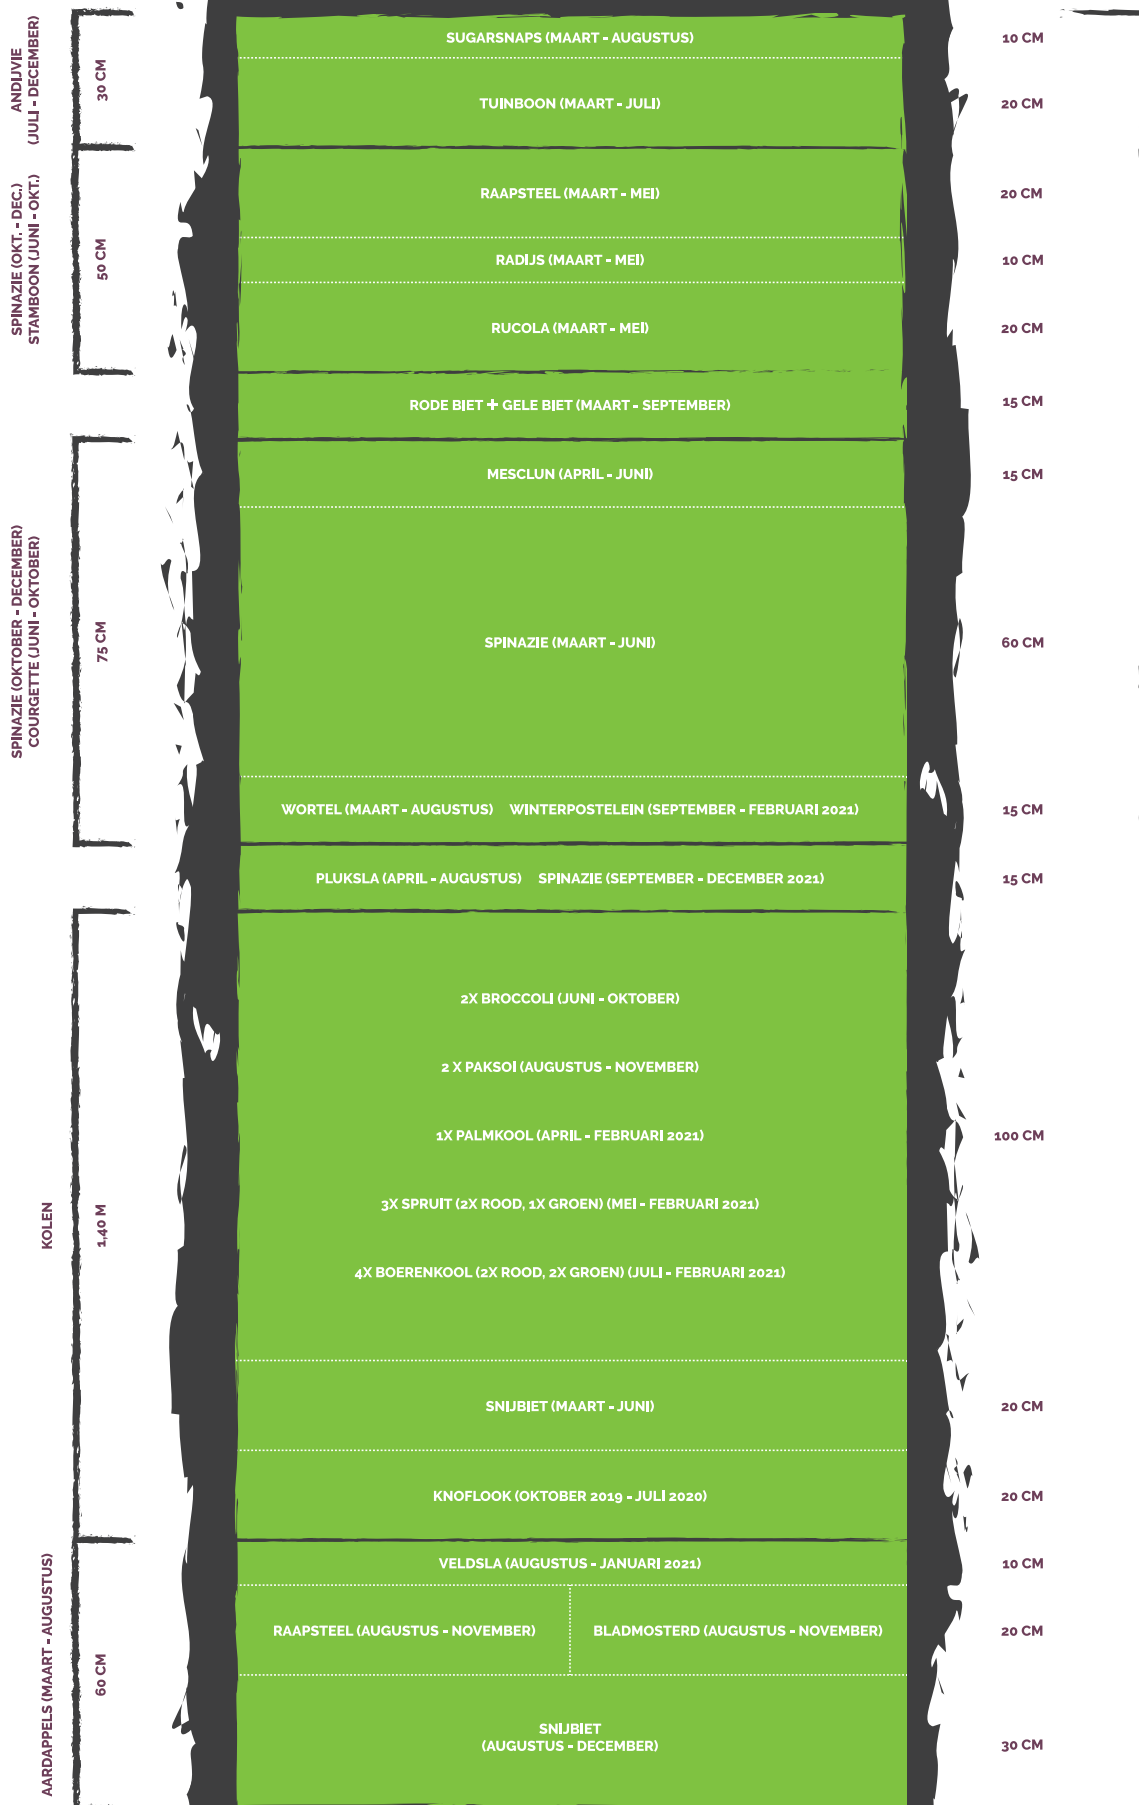 ANDIJVIE
(JULI - DECEMBER)
30 CM
SUGARSNAPS (MAART - AUGUSTUS)
10 CM
TUINBOON (MAART - JULI)
20 CM
SPINAZIE (OKT. - DEC.)
STAMBOON (JUNI - OKT.)
50 CM
RAAPSTEEL (MAART - MEI)
20 CM
RADIJS (MAART - MEI)
10 CM
RUCOLA (MAART - MEI)
20 CM
RODE BIET + GELE BIET (MAART - SEPTEMBER)
15 CM
SPINAZIE (OKTOBER - DECEMBER)
COURGETTE (JUNI - OKTOBER)
75 CM
MESCLUN (APRIL - JUNI)
15 CM
SPINAZIE (MAART - JUNI)
60 CM
WORTEL (MAART - AUGUSTUS) WINTERPOSTELEIN (SEPTEMBER - FEBRUARI 2021)
15 CM
PLUKSLA (APRIL - AUGUSTUS) SPINAZIE (SEPTEMBER - DECEMBER 2021)
15 CM
KOLEN
1,40 M
2X BROCCOLI (JUNI - OKTOBER)
2 X PAKSOI (AUGUSTUS - NOVEMBER)
1X PALMKOOL (APRIL - FEBRUARI 2021)
100 CM
3X SPRUIT (2X ROOD, 1X GROEN) (MEI - FEBRUARI 2021)
4X BOERENKOOL (2X ROOD, 2X GROEN) (JULI - FEBRUARI 2021)
SNIJBIET (MAART - JUNI)
20 CM
KNOFLOOK (OKTOBER 2019 - JULI 2020)
20 CM
AARDAPPELS (MAART - AUGUSTUS)
60 CM
VELDSLA (AUGUSTUS - JANUARI 2021)
10 CM
RAAPSTEEL (AUGUSTUS - NOVEMBER)
BLADMOSTERD (AUGUSTUS - NOVEMBER)
20 CM
SNIJBIET
(AUGUSTUS - DECEMBER)
30 CM